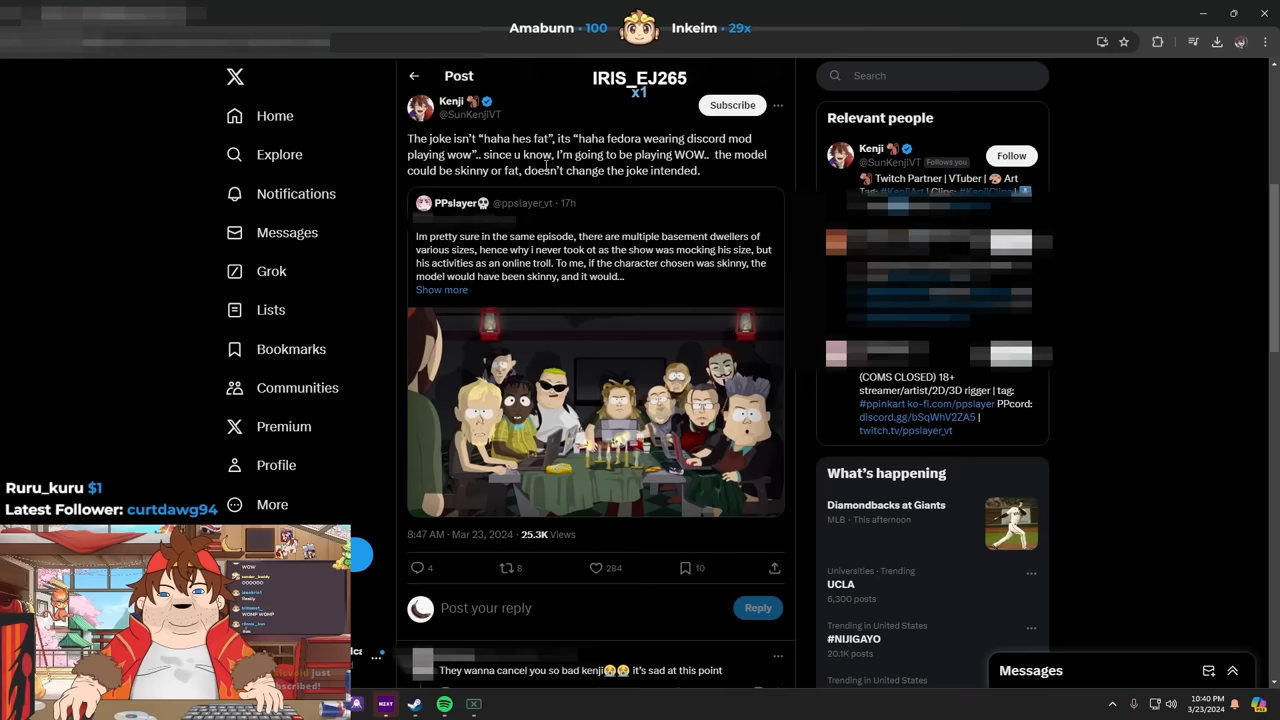 Amabunn · 100
Inkeim · 29x
Post
IRIS_EJ265
x1
Search
Home
Explore
Notifications
Messages
Grok
Lists
Bookmarks
Communities
Premium
Profile
More
Kenji 🐿️
@SunKenjiVT
Subscribe
The joke isn't “haha hes fat”, its “haha fedora wearing discord mod
playing wow”.. since u know, I'm going to be playing WOW.. the model
could be skinny or fat, doesn't change the joke intended.
PPslayer💀 @ppslayer_vt · 17h
Im pretty sure in the same episode, there are multiple basement dwellers of
various sizes, hence why i never took ot as the show was mocking his size, but
his activities as an online troll. To me, if the character chosen was skinny, the
model would have been skinny, and it would...
Show more
8:47 AM · Mar 23, 2024 · 25.3K Views
4
8
284
10
Post your reply
Reply
They wanna cancel you so bad kenji😭😭 it's sad at this point
Relevant people
Kenji 🐿️
@SunKenjiVT Follows you
Follow
🐿️ Twitch Partner | VTuber | 🎨 Art
Tag: #KenjiArt | Clips: #KenjiClips |
(COMS CLOSED) 18+
streamer/artist/2D/3D rigger | tag:
#ppinkart ko-fi.com/ppslayer PPcord:
discord.gg/bSqWhV2ZA5 |
twitch.tv/ppslayer_vt
What's happening
Diamondbacks at Giants
MLB · This afternoon
Universities · Trending
UCLA
6,300 posts
Trending in United States
#NIJIGAYO
20.1K posts
Trending in United States
Messages
Ruru_kuru $1
Latest Follower: curtdawg94
WOW
OOOOOO
Really
WOMP WOMP
NEXT
10:40 PM
3/23/2024